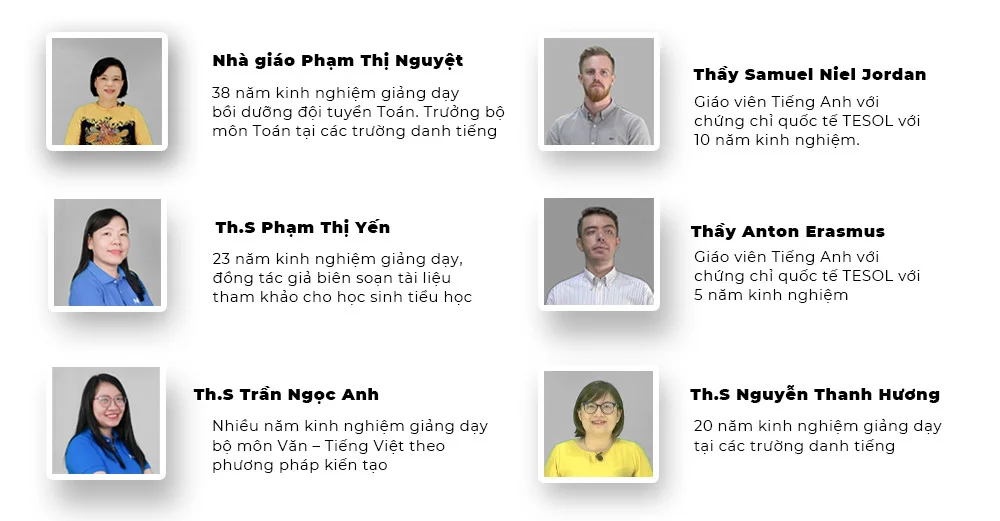 Nhà giáo Phạm Thị Nguyệt
38 năm kinh nghiệm giảng dạy
bồi dưỡng đội tuyển Toán. Trưởng bộ
môn Toán tại các trường danh tiếng
Thầy Samuel Niel Jordan
Giáo viên Tiếng Anh với
chứng chỉ quốc tế TESOL với
10 năm kinh nghiệm.
Th.S Phạm Thị Yến
23 năm kinh nghiệm giảng dạy,
đồng tác giả biên soạn tài liệu
tham khảo cho học sinh tiểu học
Thầy Anton Erasmus
Giáo viên Tiếng Anh với
chứng chỉ quốc tế TESOL với
5 năm kinh nghiệm
Th.S Trần Ngọc Anh
Nhiều năm kinh nghiệm giảng dạy
bộ môn Văn – Tiếng Việt theo
phương pháp kiến tạo
Th.S Nguyễn Thanh Hương
20 năm kinh nghiệm giảng dạy
tại các trường danh tiếng